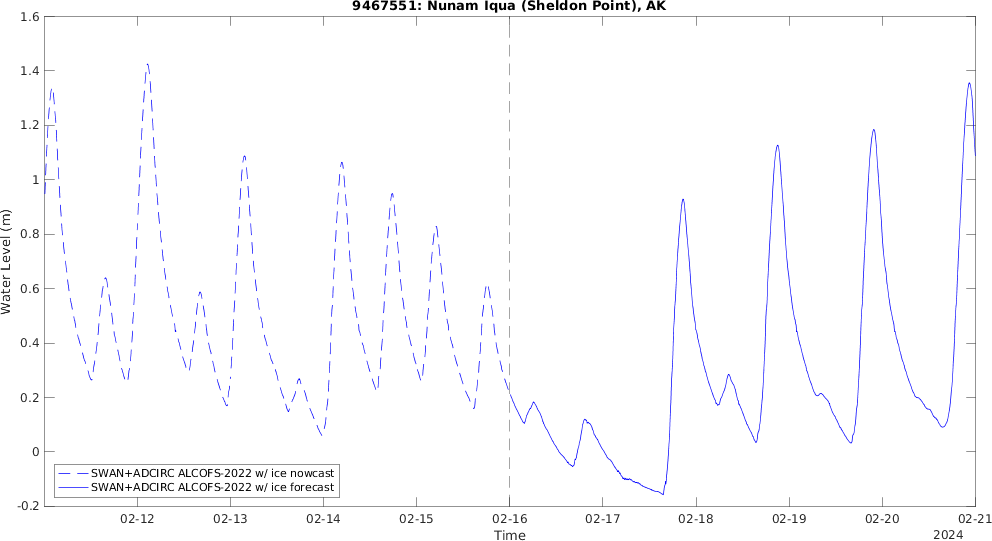 9467551: Nunam Iqua (Sheldon Point), AK
1.6
1.4
1.2
1
0.8
0.6
0.4
0.2
0
-0.2
Water Level (m)
SWAN+ADCIRC ALCOFS-2022 w/ ice nowcast
SWAN+ADCIRC ALCOFS-2022 w/ ice forecast
02-12 02-13 02-14 02-15 02-16 02-17 02-18 02-19 02-20 02-21
Time
2024